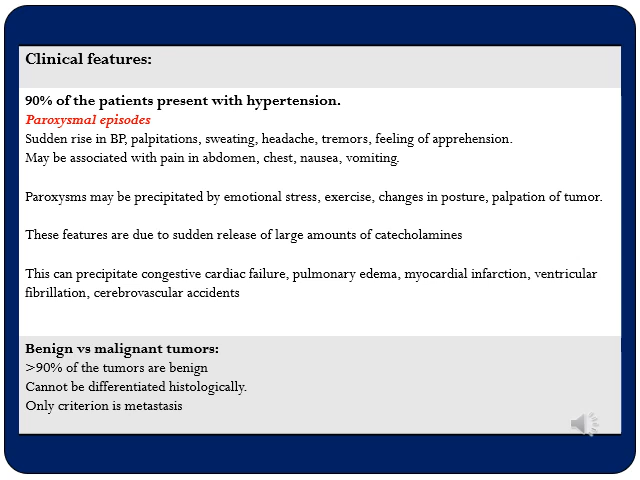 Clinical features:
90% of the patients present with hypertension.
Paroxysmal episodes
Sudden rise in BP, palpitations, sweating, headache, tremors, feeling of apprehension.
May be associated with pain in abdomen, chest, nausea, vomiting.
Paroxysms may be precipitated by emotional stress, exercise, changes in posture, palpation of tumor.
These features are due to sudden release of large amounts of catecholamines
This can precipitate congestive cardiac failure, pulmonary edema, myocardial infarction, ventricular
fibrillation, cerebrovascular accidents
Benign vs malignant tumors:
>90% of the tumors are benign
Cannot be differentiated histologically.
Only criterion is metastasis